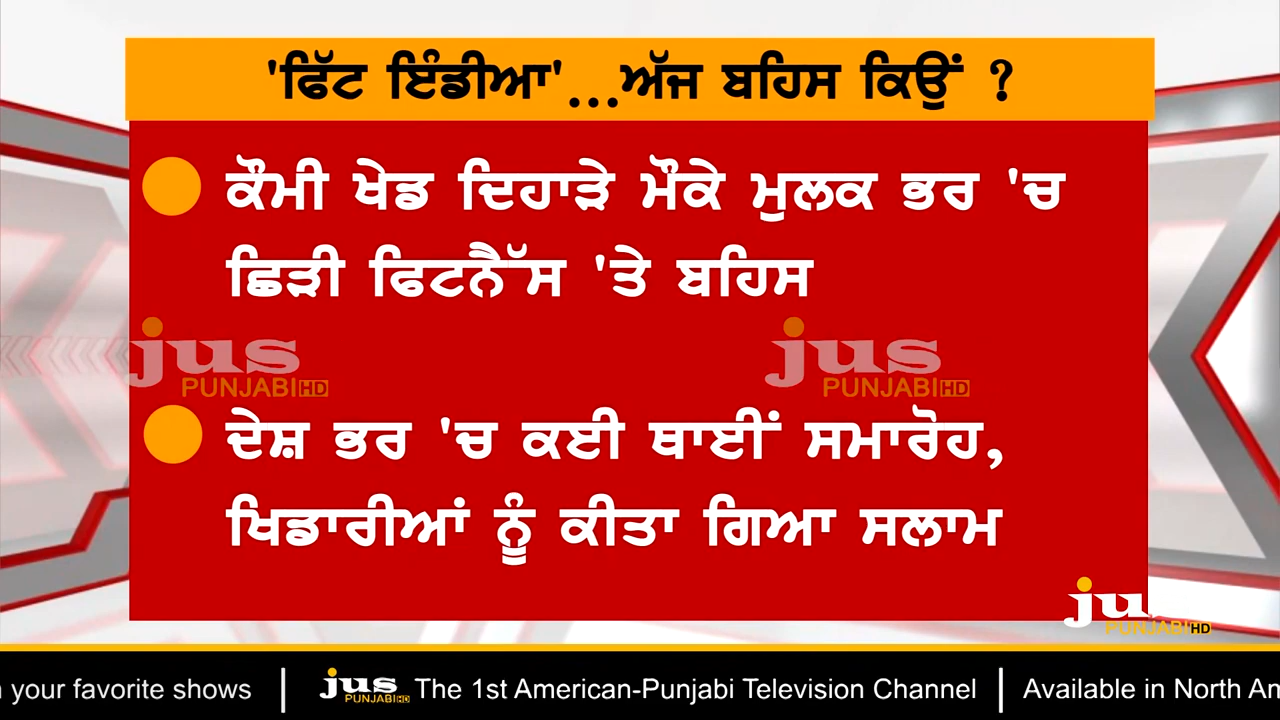 'ਫਿੱਟ ਇੰਡੀਆ'...ਅੱਜ ਬਹਿਸ ਕਿਉਂ ?
ਕੌਮੀ ਖੇਡ ਦਿਹਾੜੇ ਮੌਕੇ ਮੁਲਕ ਭਰ 'ਚ
ਛਿੜੀ ਫਿਟਨੈੱਸ 'ਤੇ ਬਹਿਸ
jus jus
PUNJABI HD PUNJABI HD
ਦੇਸ਼ ਭਰ 'ਚ ਕਈ ਥਾਈਂ ਸਮਾਰੋਹ,
ਖਿਡਾਰੀਆਂ ਨੂੰ ਕੀਤਾ ਗਿਆ ਸਲਾਮ
jus
PUNJABI HD
your favorite shows | jus PUNJABI HD The 1st American-Punjabi Television Channel | Available in North